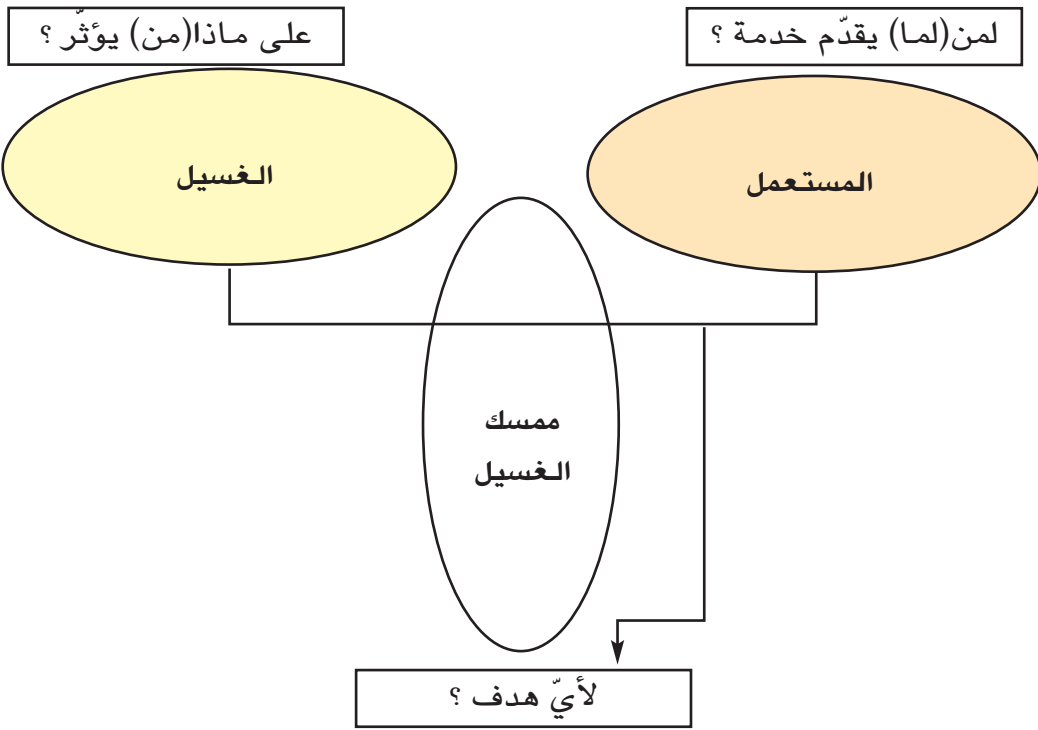 لمن(لما) يقدّم خدمة ؟
على ماذا(من) يؤثّر ؟
المستعمل
الغسيل
ممسك
الغسيل
لأيّ هدف ؟